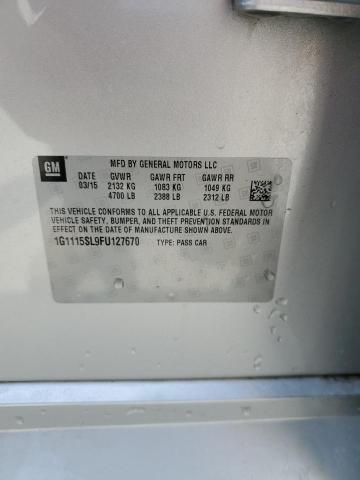 GM
MFD BY GENERAL MOTORS LLC
DATE GVWR GAWR FRT GAWR RR
03/15 2132 KG 1083 KG 1049 KG
4700 LB 2388 LB 2312 LB
THIS VEHICLE CONFORMS TO ALL APPLICABLE U.S. FEDERAL MOTOR
VEHICLE SAFETY, BUMPER, AND THEFT PREVENTION STANDARDS IN
EFFECT ON THE DATE OF MANUFACTURE SHOWN ABOVE.
1G1115SL9FU127670 TYPE: PASS CAR